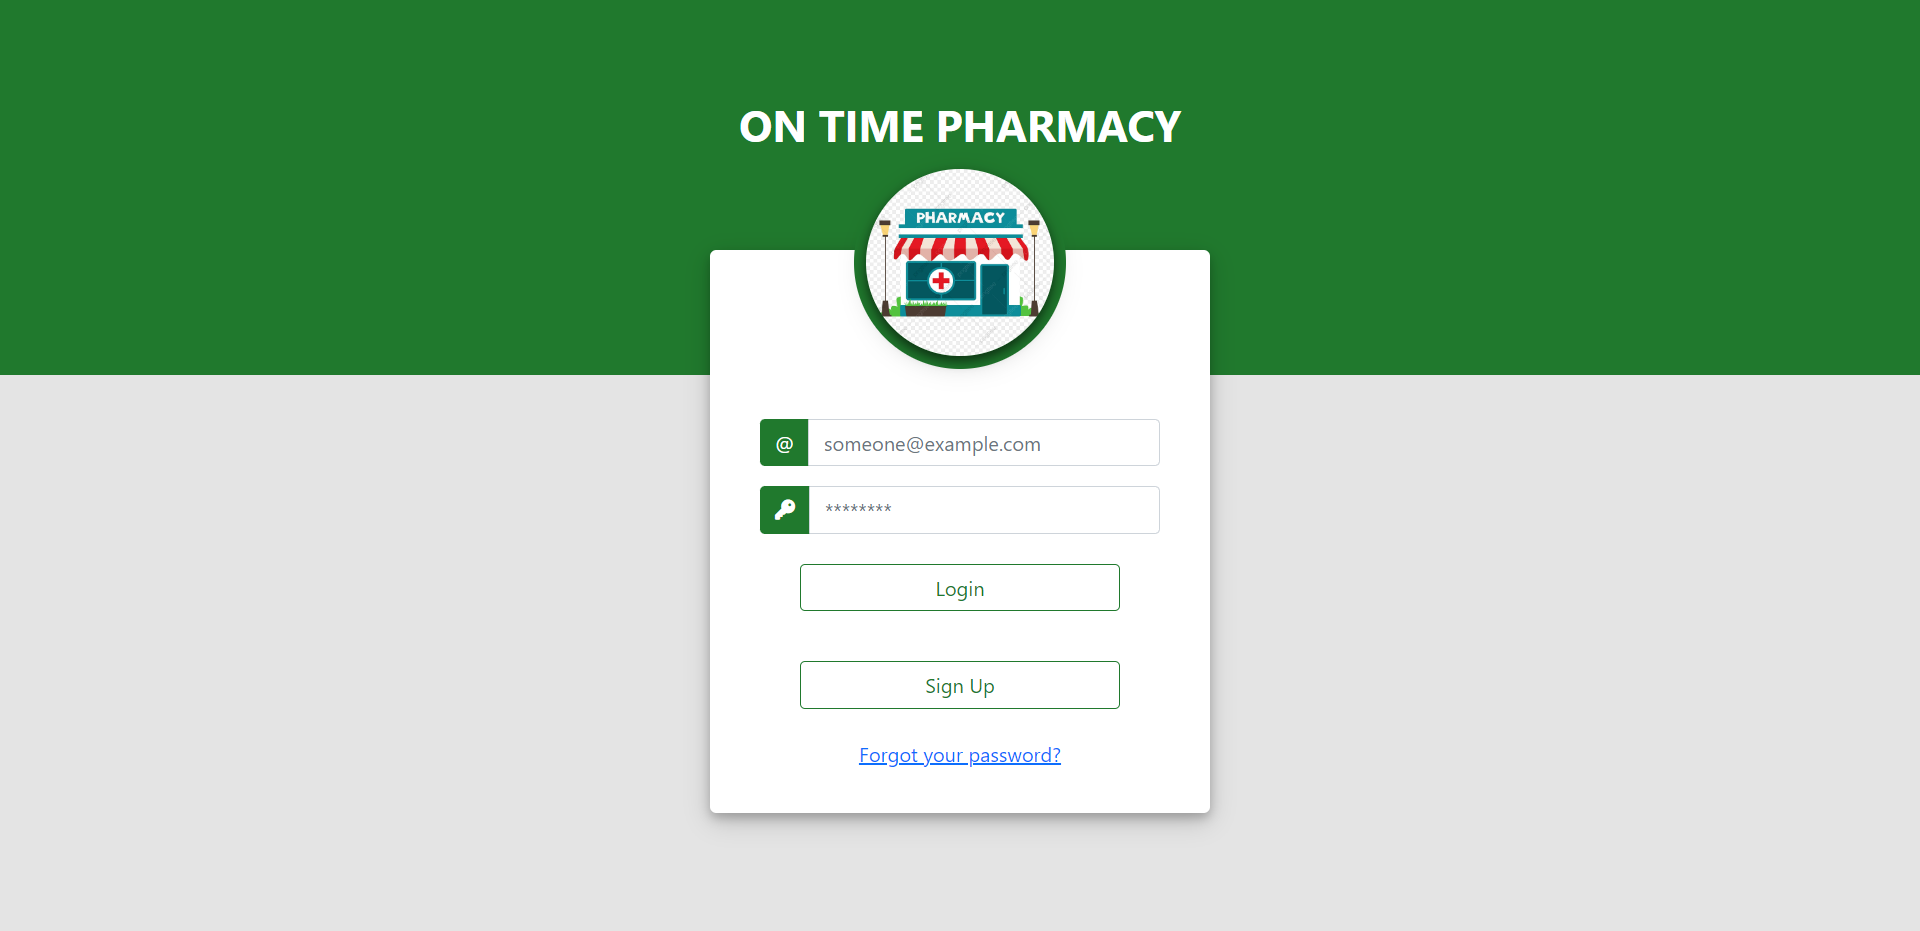 ON TIME PHARMACY
PHARMACY
@ someone@example.com
********
Login
Sign Up
Forgot your password?